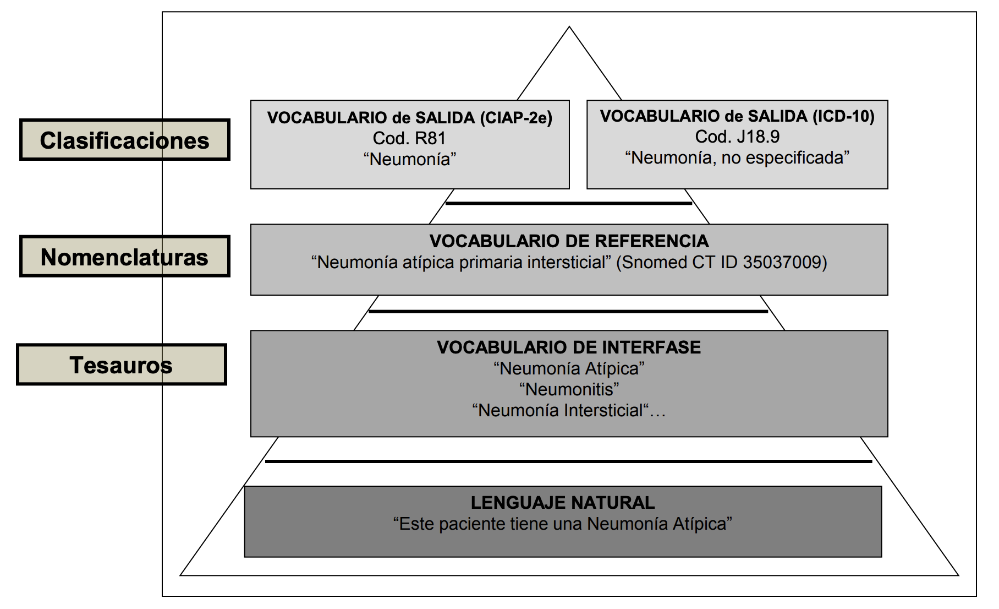 Clasificaciones
VOCABULARIO de SALIDA (CIAP-2e)
Cod. R81
“Neumonía”
VOCABULARIO de SALIDA (ICD-10)
Cod. J18.9
“Neumonía, no especificada”
Nomenclaturas
VOCABULARIO DE REFERENCIA
“Neumonía atípica primaria intersticial” (Snomed CT ID 35037009)
Tesauros
VOCABULARIO DE INTERFASE
“Neumonía Atípica”
“Neumonitis”
“Neumonía Intersticial“…
LENGUAJE NATURAL
“Este paciente tiene una Neumonía Atípica”